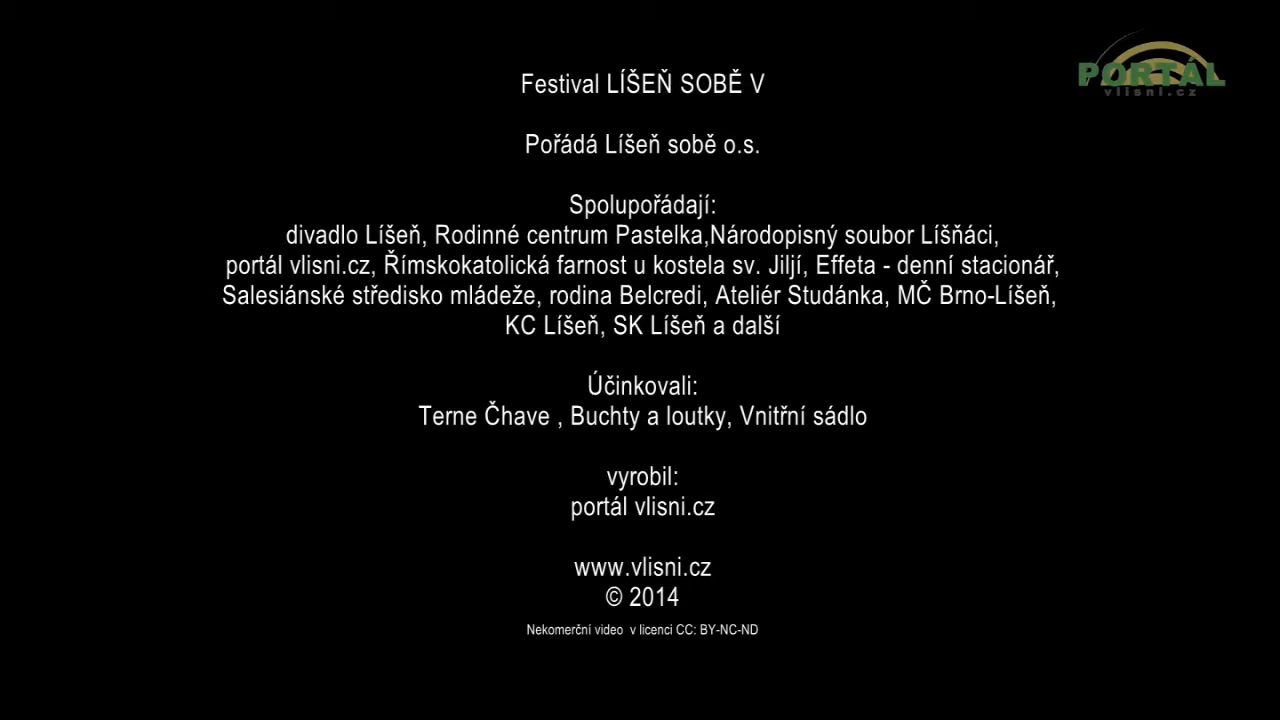 PORTÁL
vlisni.cz
Festival LÍŠEŇ SOBĚ V
Pořádá Líšeň sobě o.s.
Spolupořádají:
divadlo Líšeň, Rodinné centrum Pastelka,Národopisný soubor Líšňáci,
portál vlisni.cz, Římskokatolická farnost u kostela sv. Jiljí, Effeta - denní stacionář,
Salesiánské středisko mládeže, rodina Belcredi, Ateliér Studánka, MČ Brno-Líšeň,
KC Líšeň, SK Líšeň a další
Účinkovali:
Terne Čhave , Buchty a loutky, Vnitřní sádlo
vyrobil:
portál vlisni.cz
www.vlisni.cz
© 2014
Nekomerční video  v licenci CC: BY-NC-ND